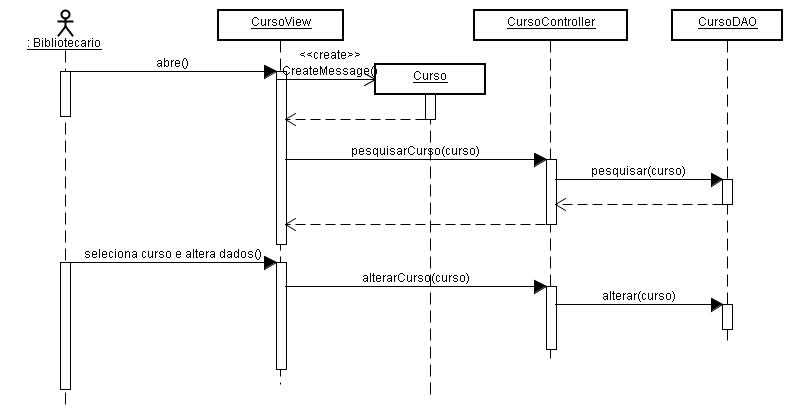 CursoView
CursoController
CursoDAO
: Bibliotecario
<<create>>
abre()
CreateMessage()
Curso
pesquisarCurso(curso)
pesquisar(curso)
seleciona curso e altera dados()
alterarCurso(curso)
alterar(curso)